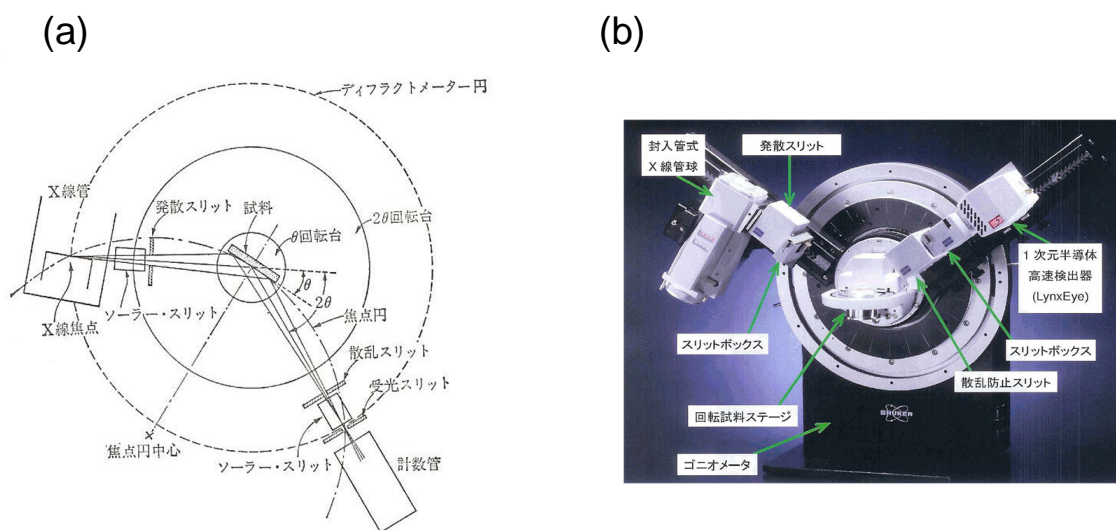 (a)
(b)
ディフラクトメーター円
X線管
発散スリット
試料
2θ回転台
θ回転台
θ
2θ
X線焦点
ソーラー・スリット
焦点円
散乱スリット
受光スリット
焦点円中心
ソーラー・スリット
計数管
封入管式
X線管球
発散スリット
1次元半導体
高速検出器
(LynxEye)
スリットボックス
スリットボックス
散乱防止スリット
回転試料ステージ
BRUKER
ゴニオメータ